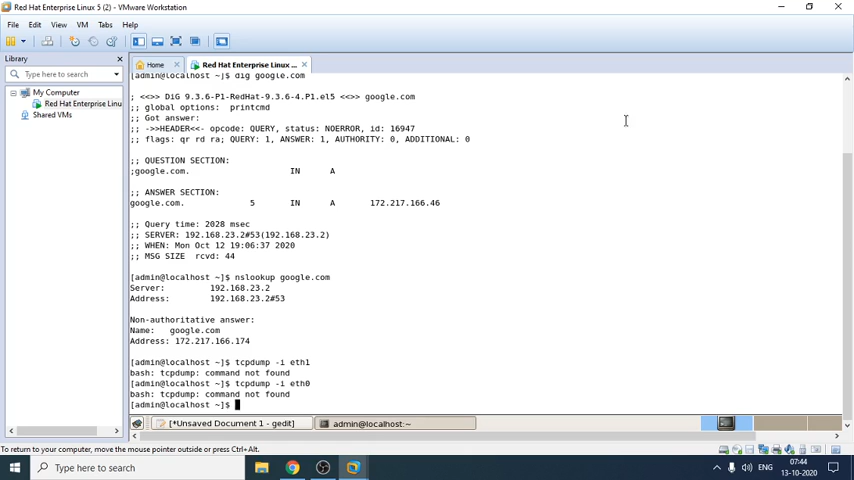 Red Hat Enterprise Linux 5 (2) - VMware Workstation
File Edit View VM Tabs Help
Library
Type here to search
My Computer
Red Hat Enterprise Linu
Shared VMs
Home
Red Hat Enterprise Linux ...
[admin@localhost ~]$ dig google.com
; <<>> DiG 9.3.6-P1-RedHat-9.3.6-4.P1.el5 <<>> google.com
;; global options:  printcmd
;; Got answer:
;; ->>HEADER<<- opcode: QUERY, status: NOERROR, id: 16947
;; flags: qr rd ra; QUERY: 1, ANSWER: 1, AUTHORITY: 0, ADDITIONAL: 0
;; QUESTION SECTION:
;google.com. IN A
;; ANSWER SECTION:
google.com. 5 IN A 172.217.166.46
;; Query time: 2028 msec
;; SERVER: 192.168.23.2#53(192.168.23.2)
;; WHEN: Mon Oct 12 19:06:37 2020
;; MSG SIZE  rcvd: 44
[admin@localhost ~]$ nslookup google.com
Server: 192.168.23.2
Address: 192.168.23.2#53
Non-authoritative answer:
Name: google.com
Address: 172.217.166.174
[admin@localhost ~]$ tcpdump -i eth1
bash: tcpdump: command not found
[admin@localhost ~]$ tcpdump -i eth0
bash: tcpdump: command not found
[admin@localhost ~]$
[*Unsaved Document 1 - gedit]
admin@localhost:~
To return to your computer, move the mouse pointer outside or press Ctrl+Alt.
Type here to search
ENG
07:44
13-10-2020